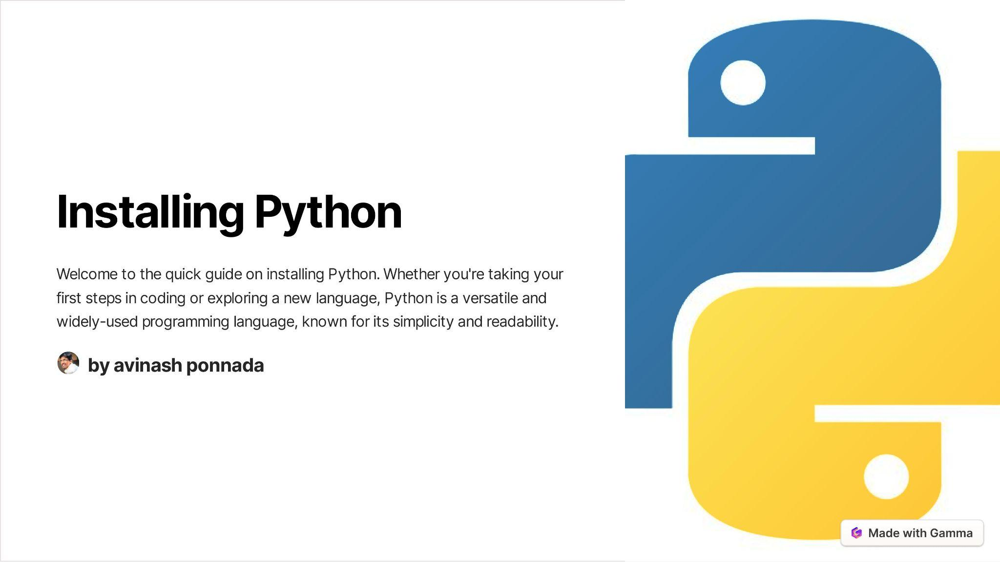 Installing Python
Welcome to the quick guide on installing Python. Whether you're taking your
first steps in coding or exploring a new language, Python is a versatile and
widely-used programming language, known for its simplicity and readability.
by avinash ponnada
Made with Gamma